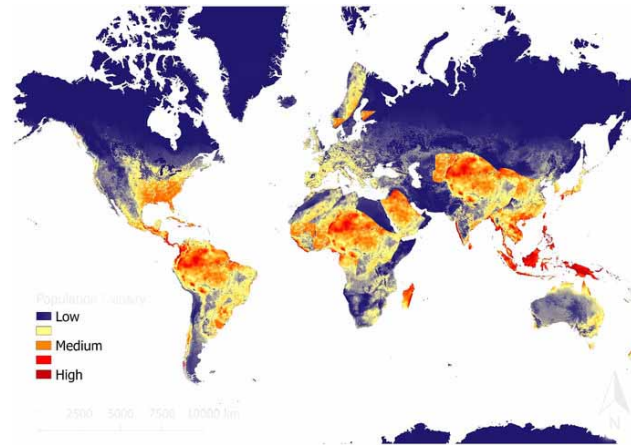 Population Density
Low
Medium
High
2500 5000 7500 10000 km
N